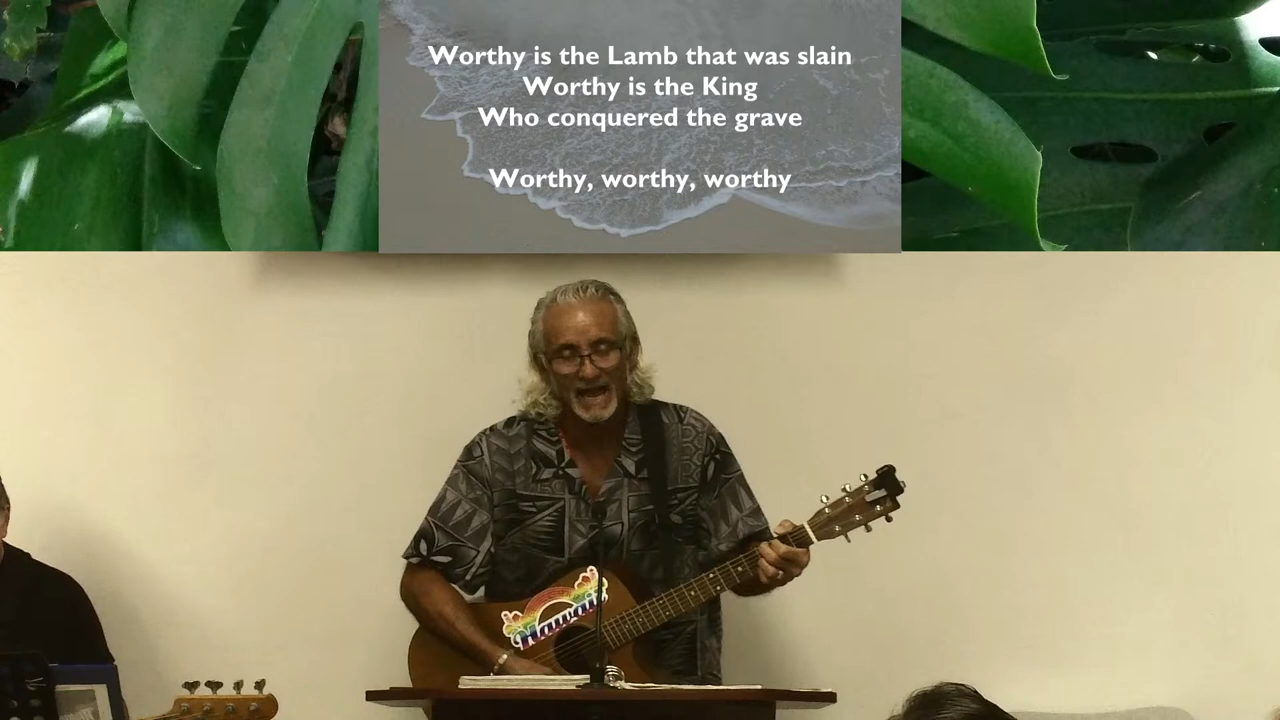 Worthy is the Lamb that was slain
Worthy is the King
Who conquered the grave
Worthy, worthy, worthy
Hawaii